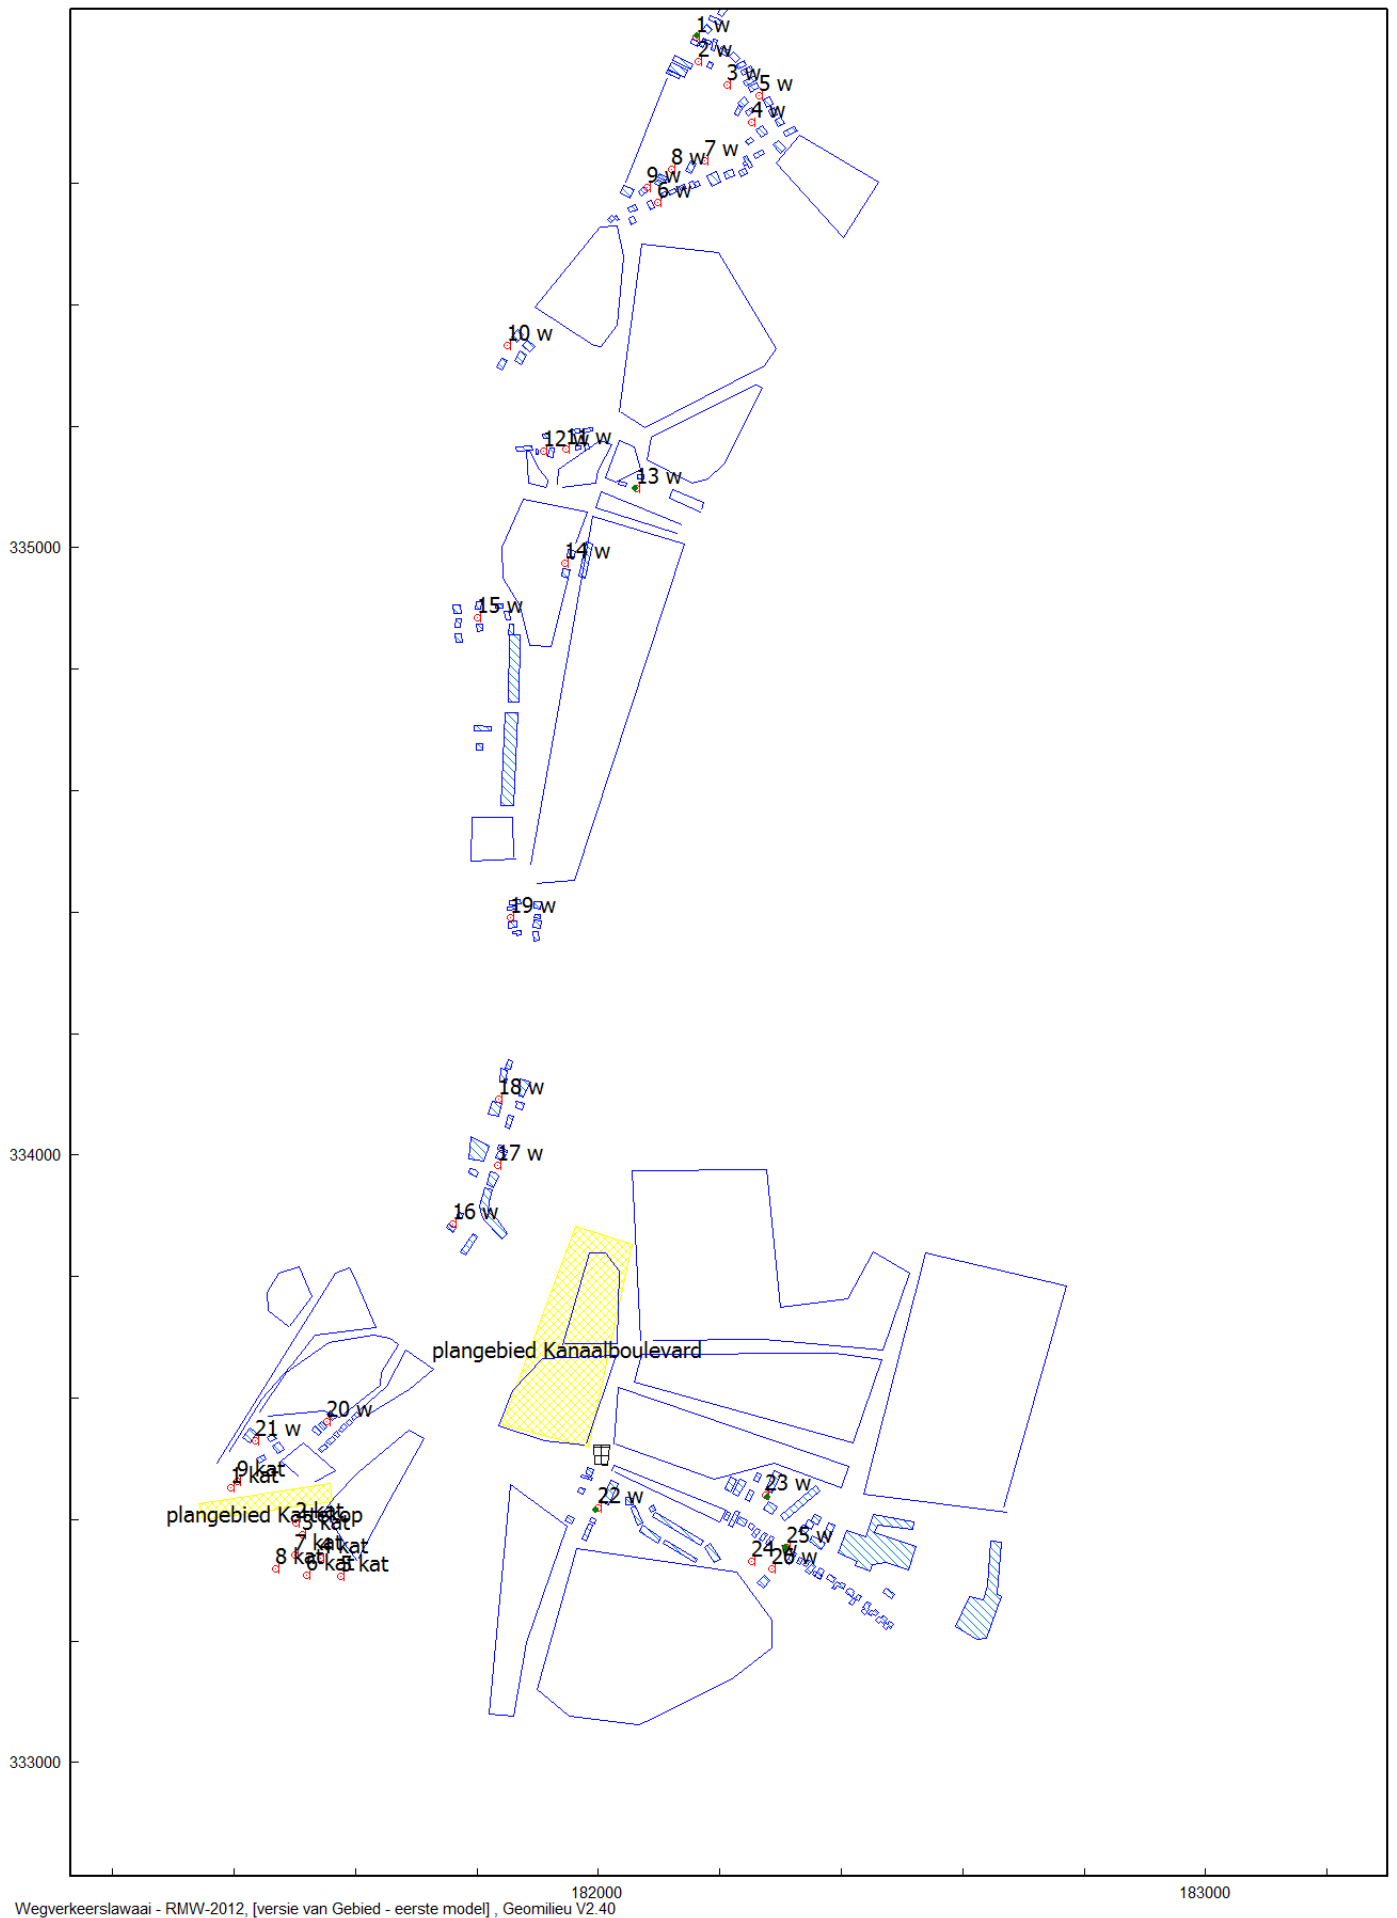 1 w
2 w
3 w
5 w
4 w
7 w
8 w
9 w
6 w
10 w
12 w
11 w
13 w
335000
14 w
15 w
19 w
18 w
334000
17 w
16 w
plangebied Kanaalboulevard
20 w
21 w
9 kat
1 kat
23 w
22 w
2 kat
plangebied Kattekop
3 kat
25 w
7 kat
4 kat
24 w
8 kat
26 w
6 kat
5 kat
333000
182000
183000
Wegverkeerslawaai - RMW-2012, [versie van Gebied - eerste model] , Geomilieu V2.40